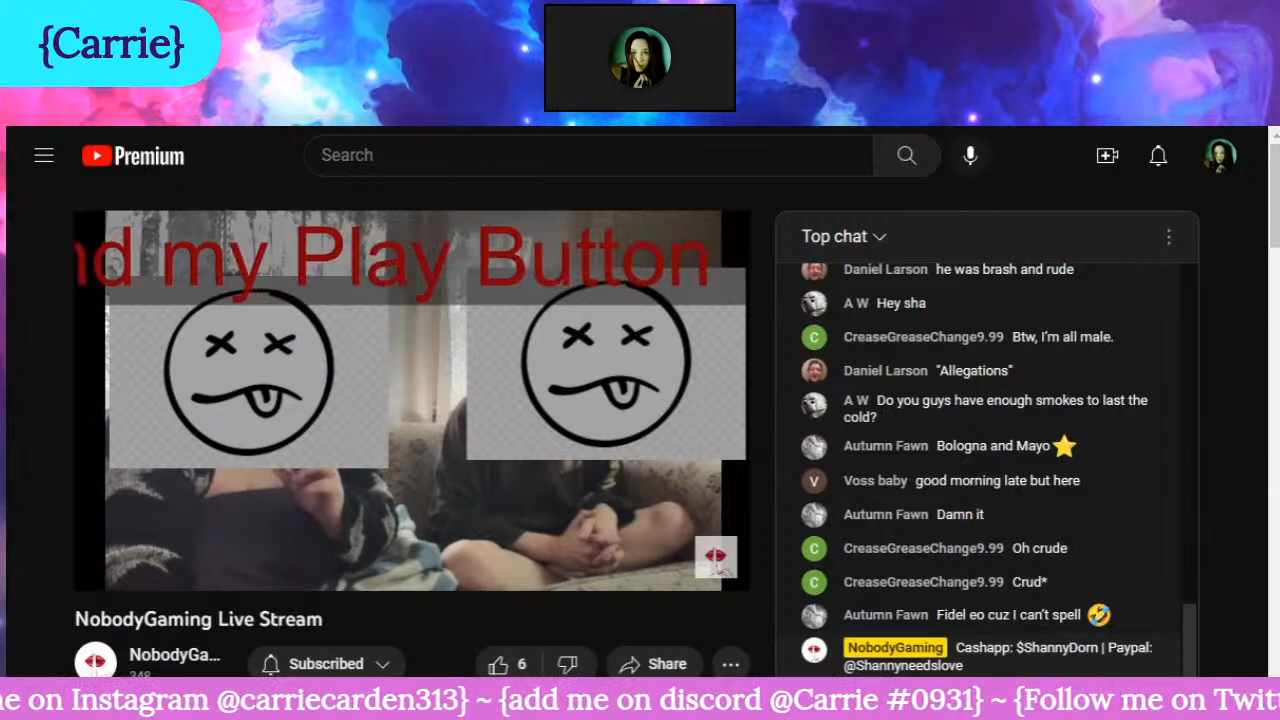 {Carrie}
Premium
Search
nd my Play Button
Top chat
Daniel Larson he was brash and rude
A W Hey sha
CreaseGreaseChange9.99 Btw, I'm all male.
Daniel Larson "Allegations"
A W Do you guys have enough smokes to last the
cold?
Autumn Fawn Bologna and Mayo
C
V
Voss baby good morning late but here
Autumn Fawn Damn it
C
CreaseGreaseChange9.99 Oh crude
C
CreaseGreaseChange9.99 Crud*
Autumn Fawn Fidel eo cuz I can't spell
NobodyGaming Cashapp: $ShannyDorn | Paypal:
@Shannyneedslove
NobodyGaming Live Stream
NobodyGa...
348
Subscribed
6
Share
me on Instagram @carriecarden313} ~ {add me on discord @Carrie #0931} ~ {Follow me on Twit